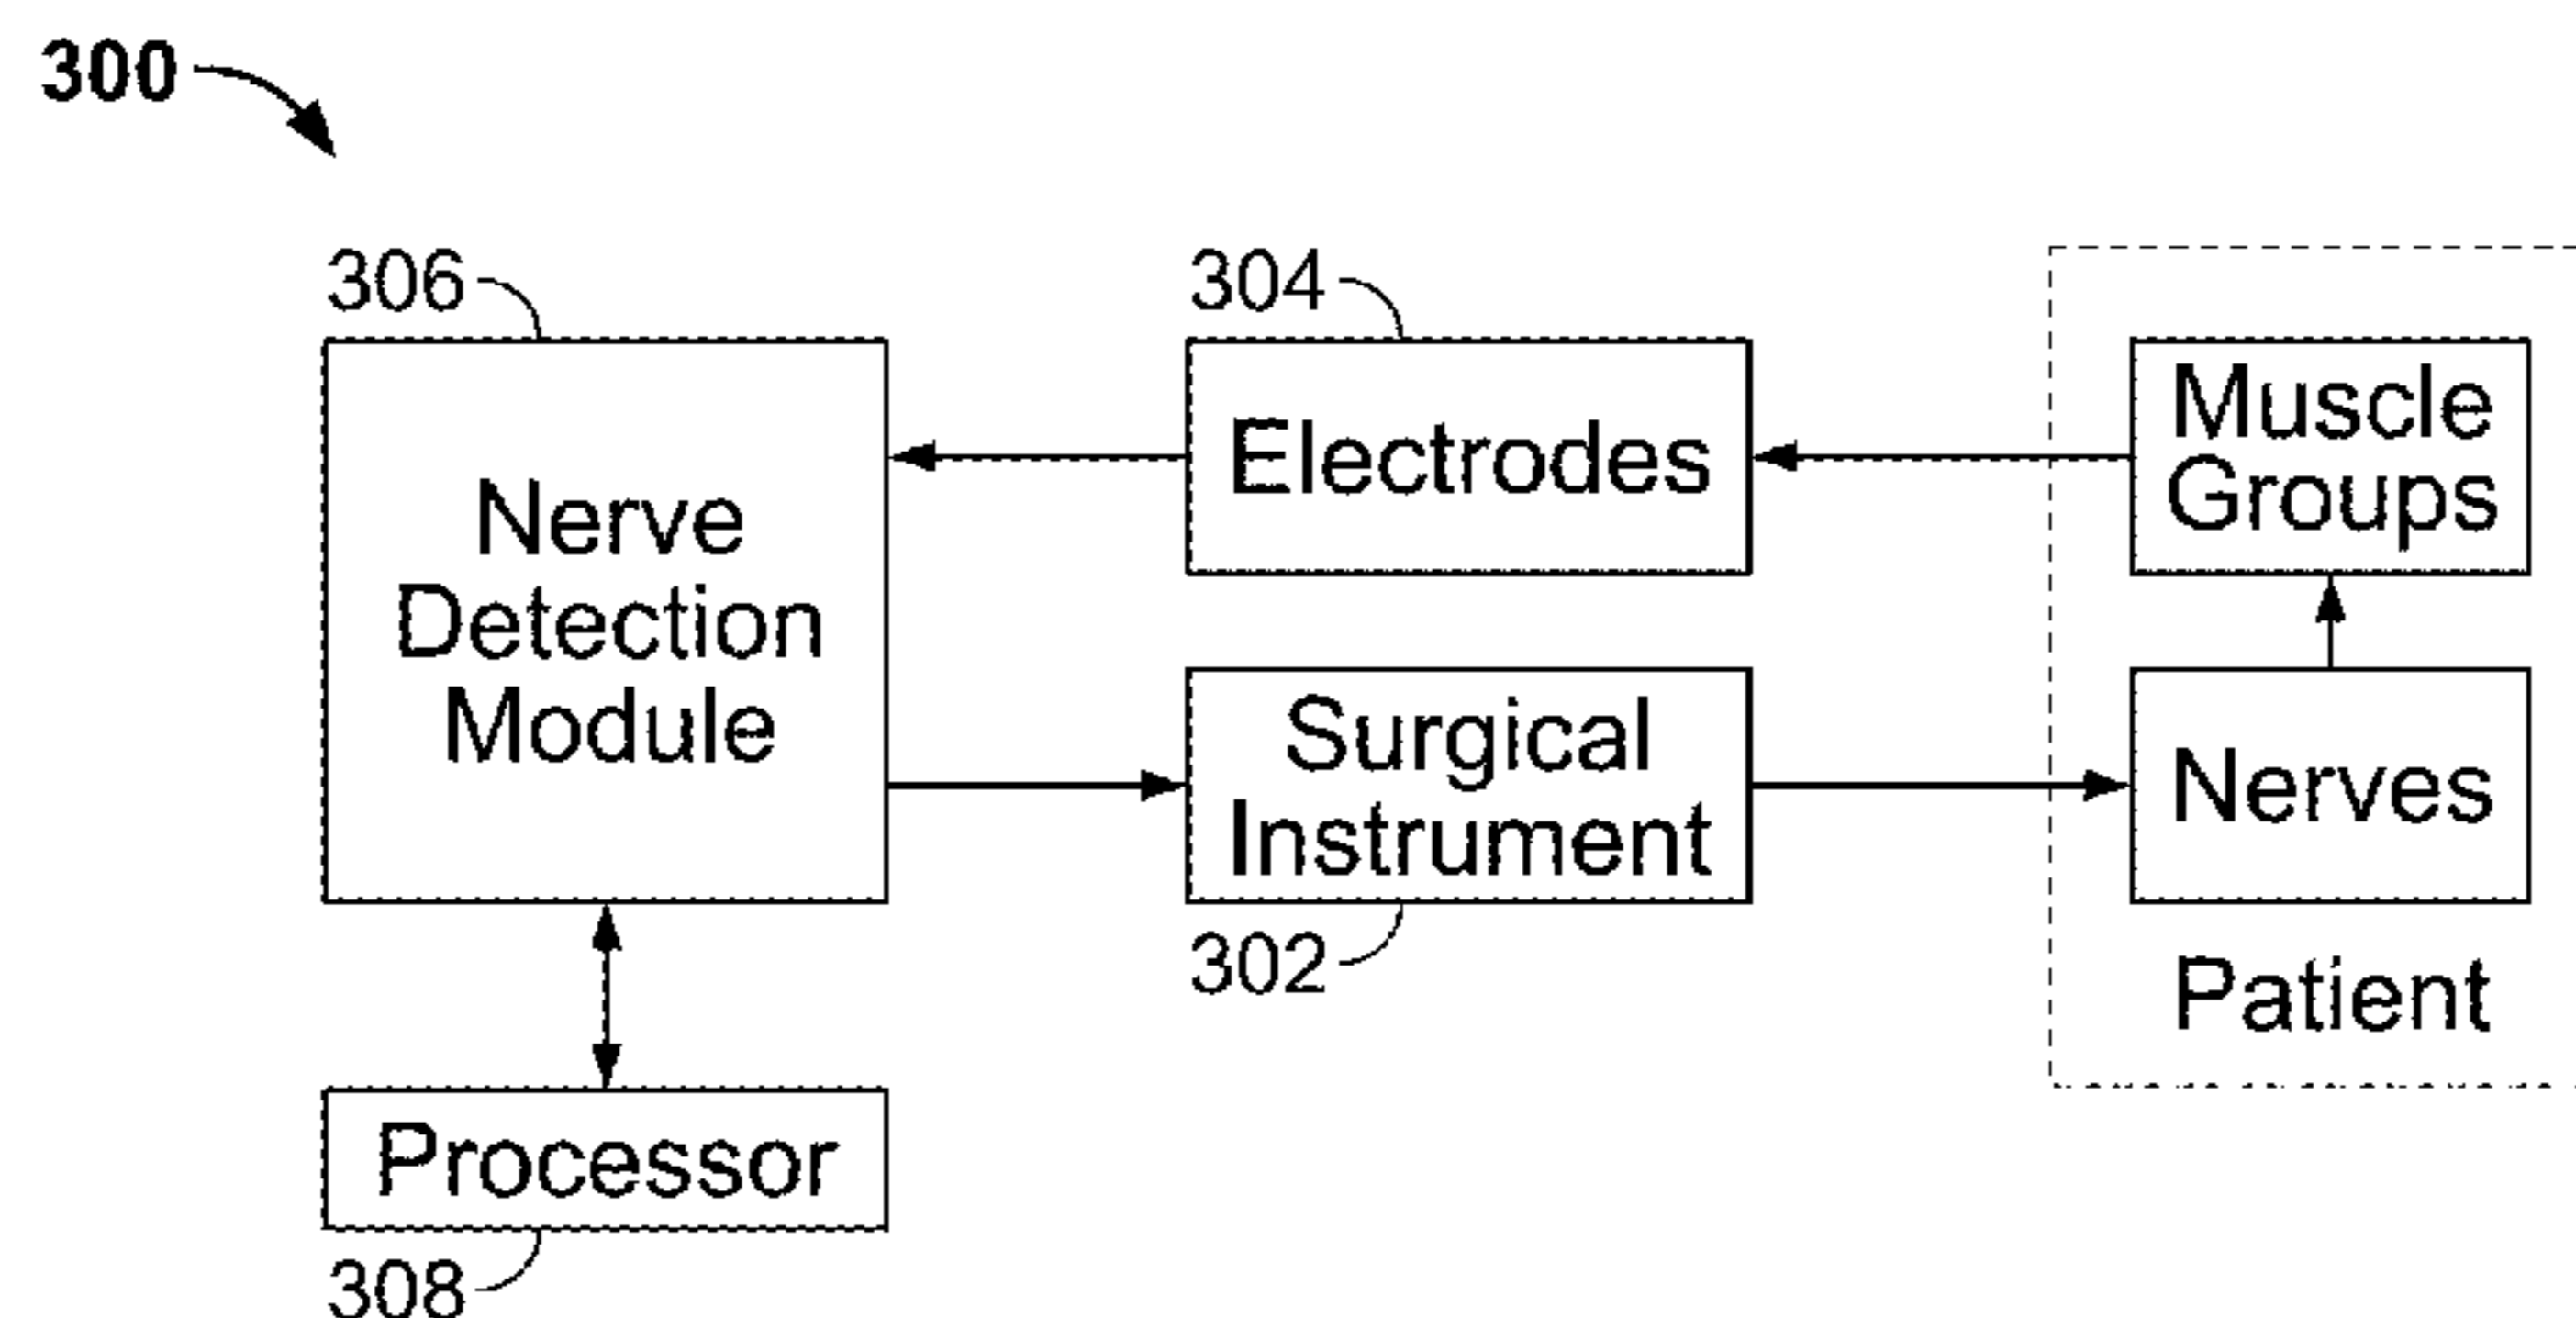 300
306
304
Nerve
Detection
Module
Electrodes
Muscle
Groups
Surgical
Instrument
302
Nerves
Patient
Processor
308